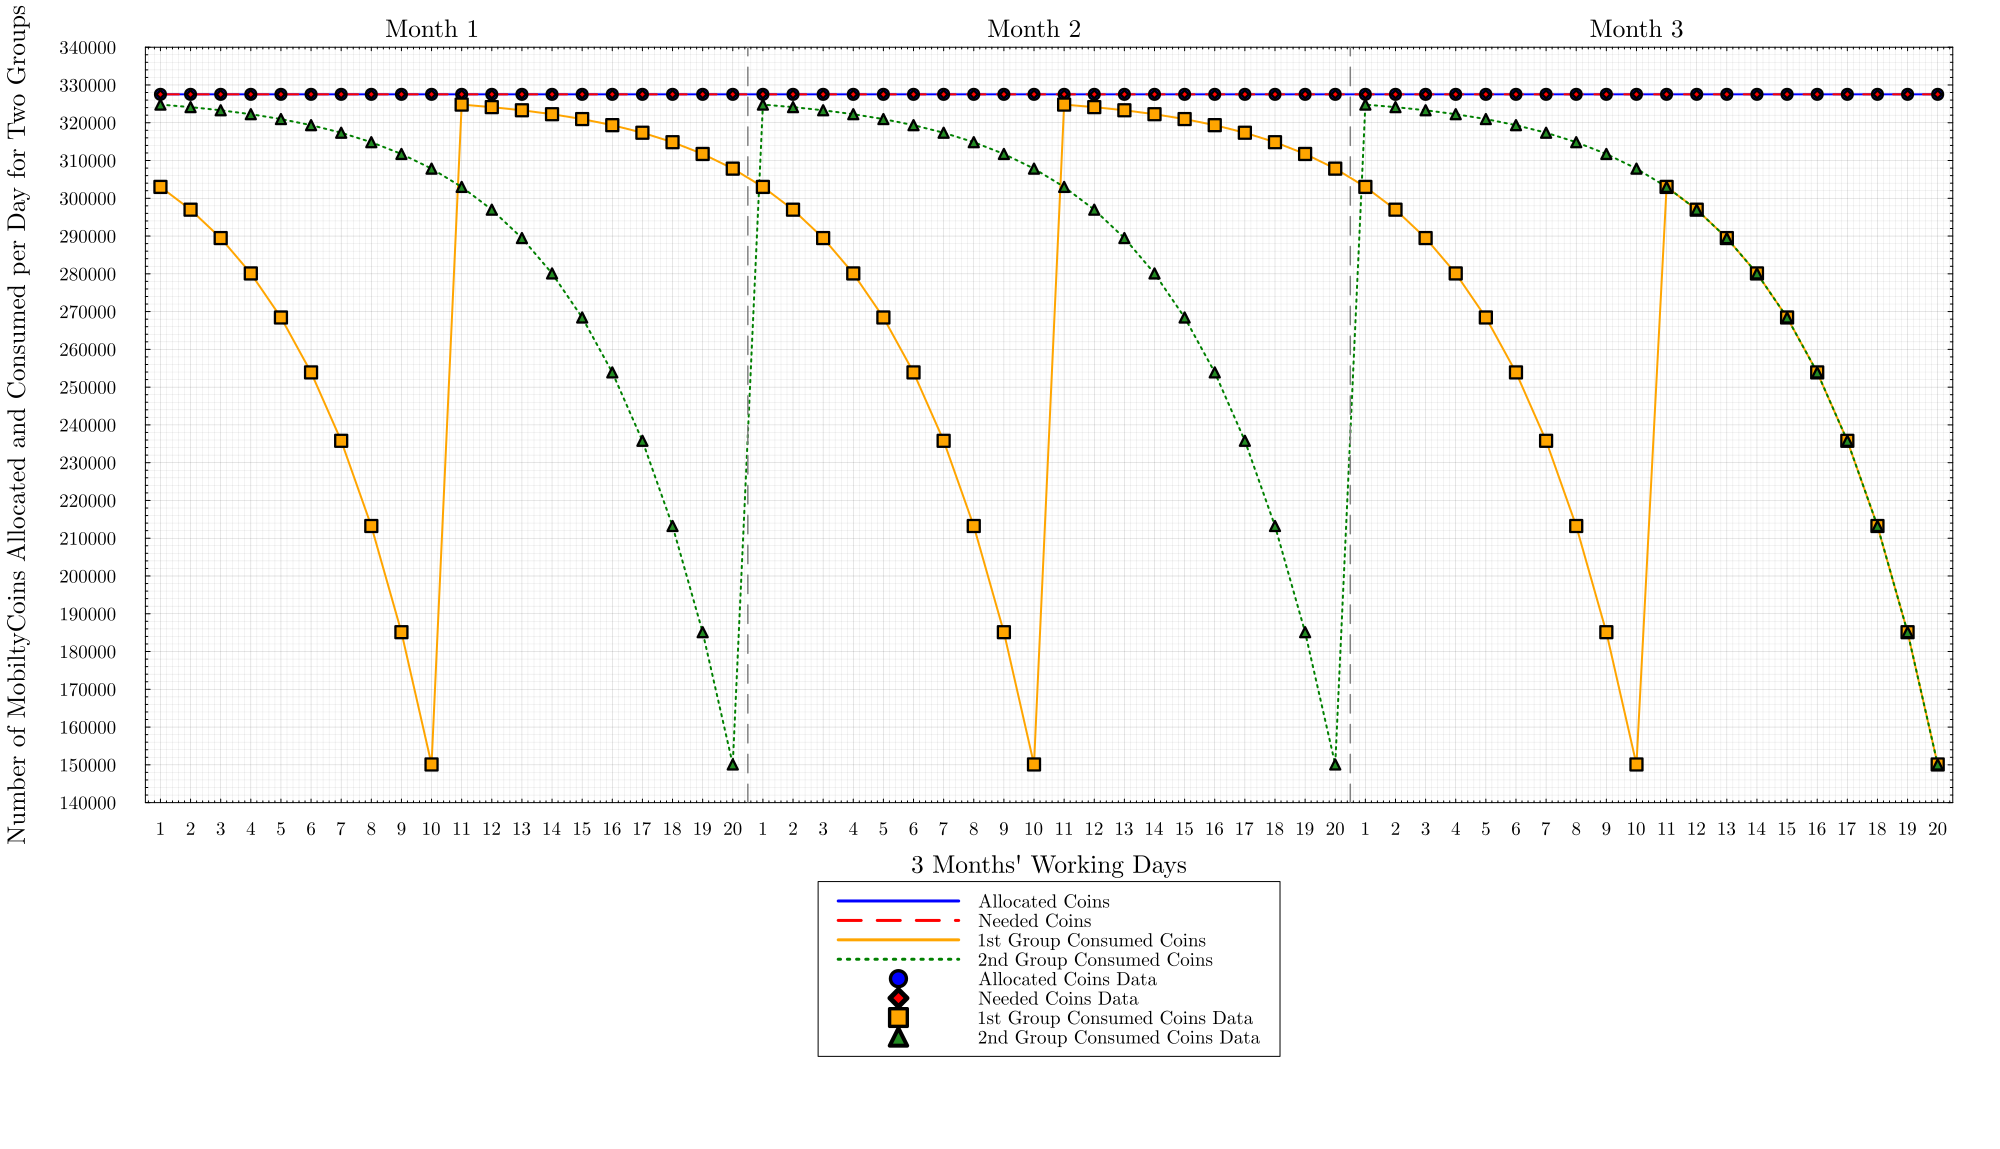 Month 1 Month 2 Month 3
Number of MobiltyCoins Allocated and Consumed per Day for Two Groups
340000
330000
320000
310000
300000
290000
280000
270000
260000
250000
240000
230000
220000
210000
200000
190000
180000
170000
160000
150000
140000
1 2 3 4 5 6 7 8 9 10 11 12 13 14 15 16 17 18 19 20 1 2 3 4 5 6 7 8 9 10 11 12 13 14 15 16 17 18 19 20 1 2 3 4 5 6 7 8 9 10 11 12 13 14 15 16 17 18 19 20
3 Months' Working Days
Allocated Coins
Needed Coins
1st Group Consumed Coins
2nd Group Consumed Coins
Allocated Coins Data
Needed Coins Data
1st Group Consumed Coins Data
2nd Group Consumed Coins Data